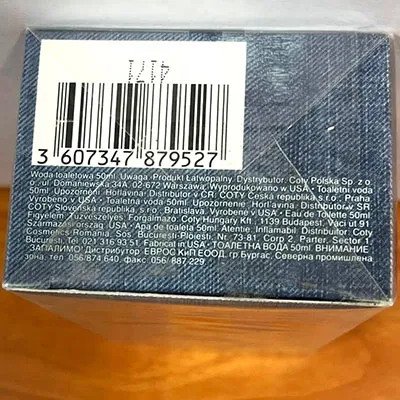 4171
3 607347 879527
Woda toaletowa 50ml. Uwaga - Produkt Łatwopalny. Dystrybutor: Coty Polska Sp. z o.
o. ul. Domaniewska 34A, 02-672 Warszawa. Wyprodukowano w USA • Toaletní voda
50ml. Upozornění: Hořlavina • Distributor v ČR: COTY Česká republika s.r.o., Praha
Vyrobeno v USA • Toaletná voda 50ml. Upozornenie: Horľavina • Distribútor v SR:
COTY Slovenská republika s.r.o., Bratislava. Vyrobené v USA • Eau de Toilette 50ml
Figyelem: Tűzveszélyes. Forgalmazó: Coty Hungary Kft., 1139 Budapest, Váci út 91
Származási ország: USA • Apa de toaletă 50ml. Atentie. Inflamabil. Distribuitor: Coty
Cosmetics Romania, Sos. Bucuresti-Ploiesti, Nr. 73-81, Corp 2, Parter, Sector 1
Bucuresti, Tel: 021 316 93 51. Fabricat in USA • ТОАЛЕТНА ВОДА 50ml. ВНИМАНИЕ
ЗАПАЛИМО! Дистрибутор: ЕВРОС КиП ЕООД, гр Бургас, Северна промишлена
зона, тел: 056/874 640, факс: 056/ 887 229